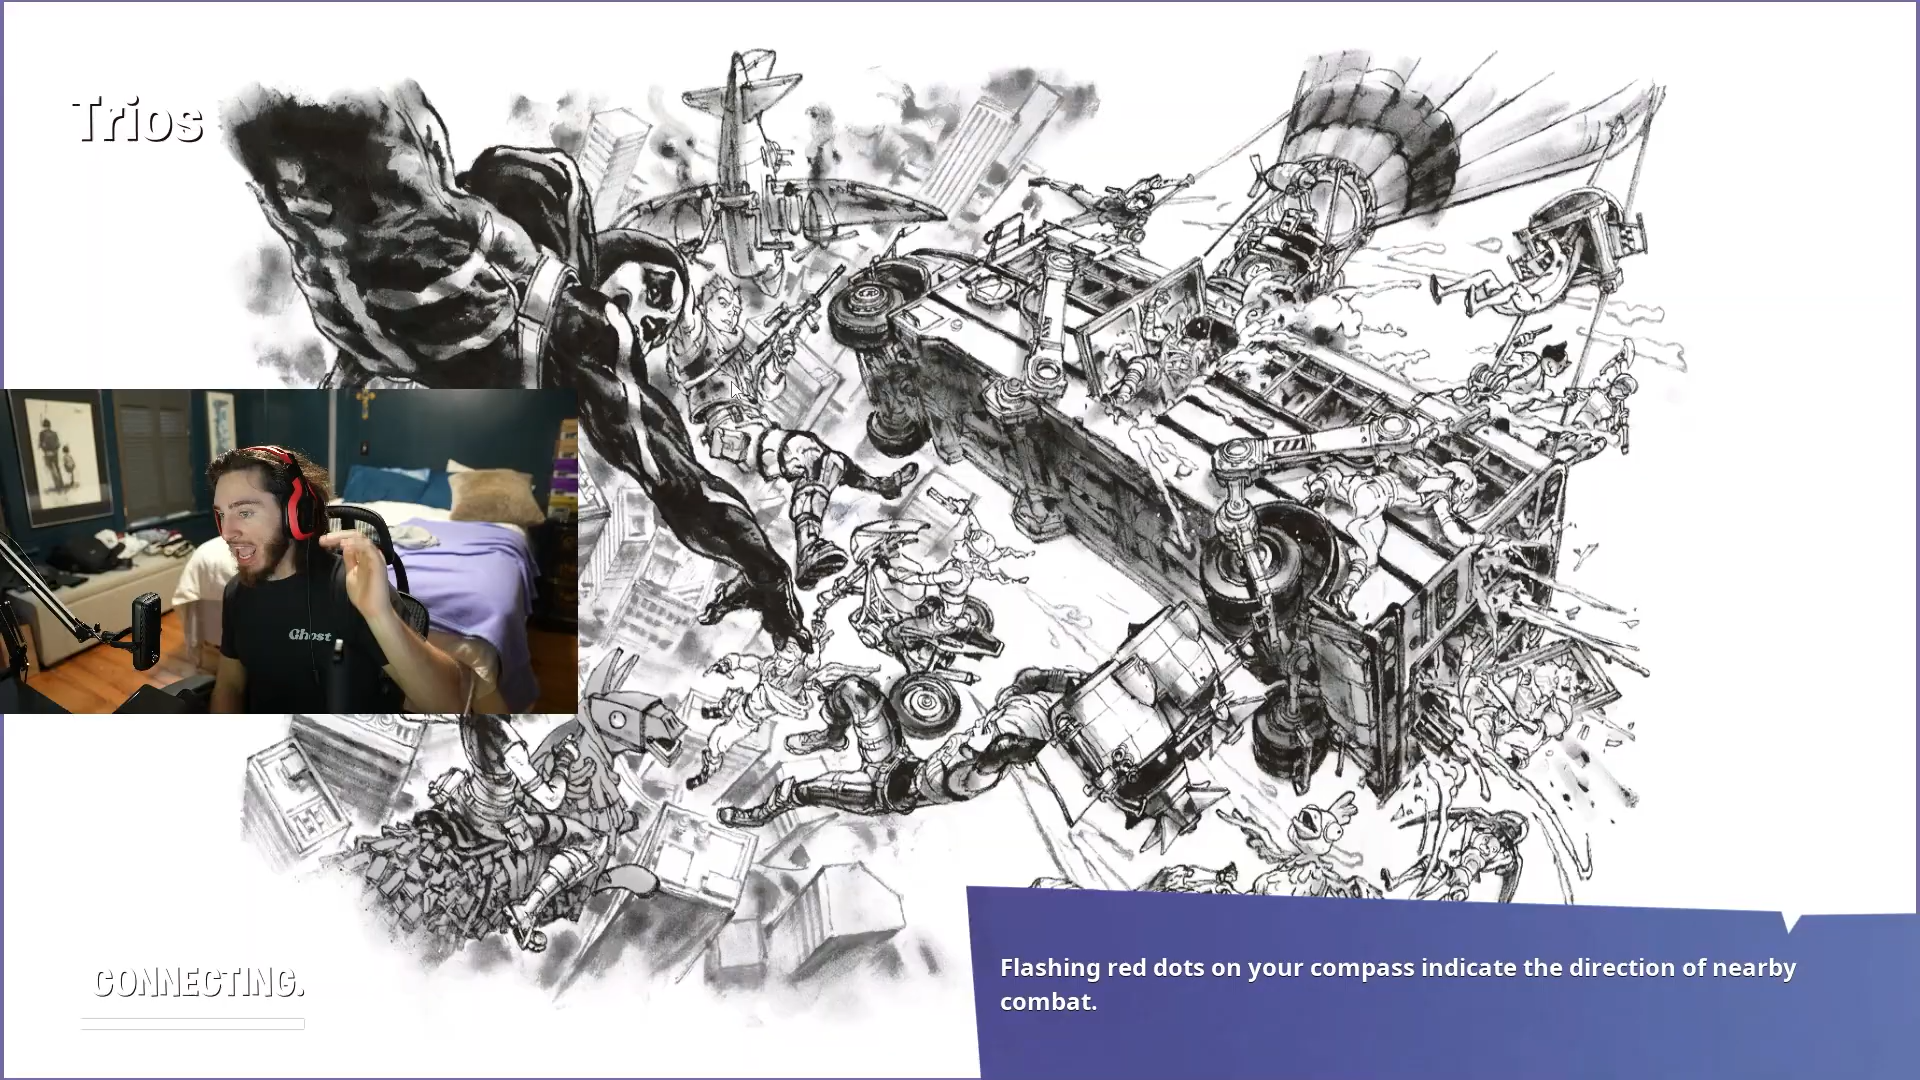 Trios
Ghost
CONNECTING.
Flashing red dots on your compass indicate the direction of nearby
combat.